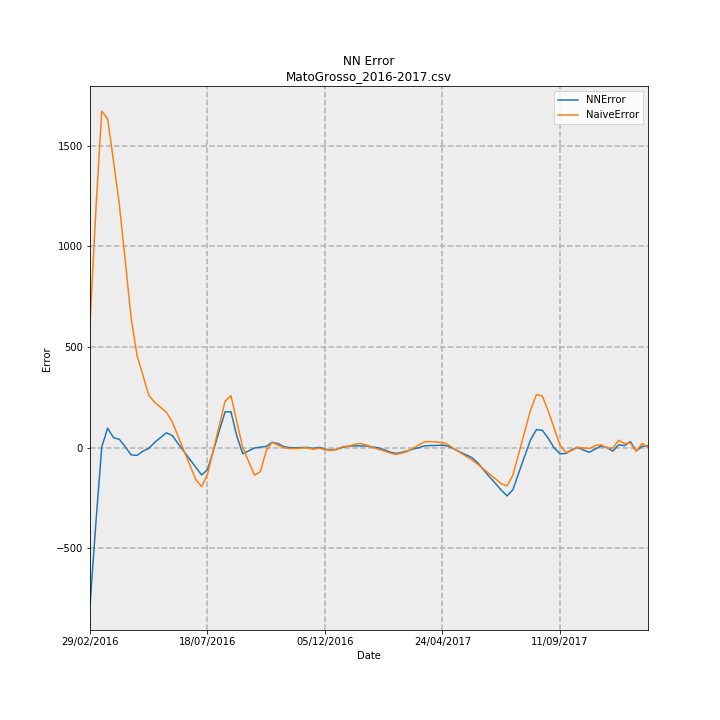 NN Error
MatoGrosso_2016-2017.csv
NNError
NaiveError
1500
1000
500
0
−500
Error
29/02/2016
18/07/2016
05/12/2016
24/04/2017
11/09/2017
Date